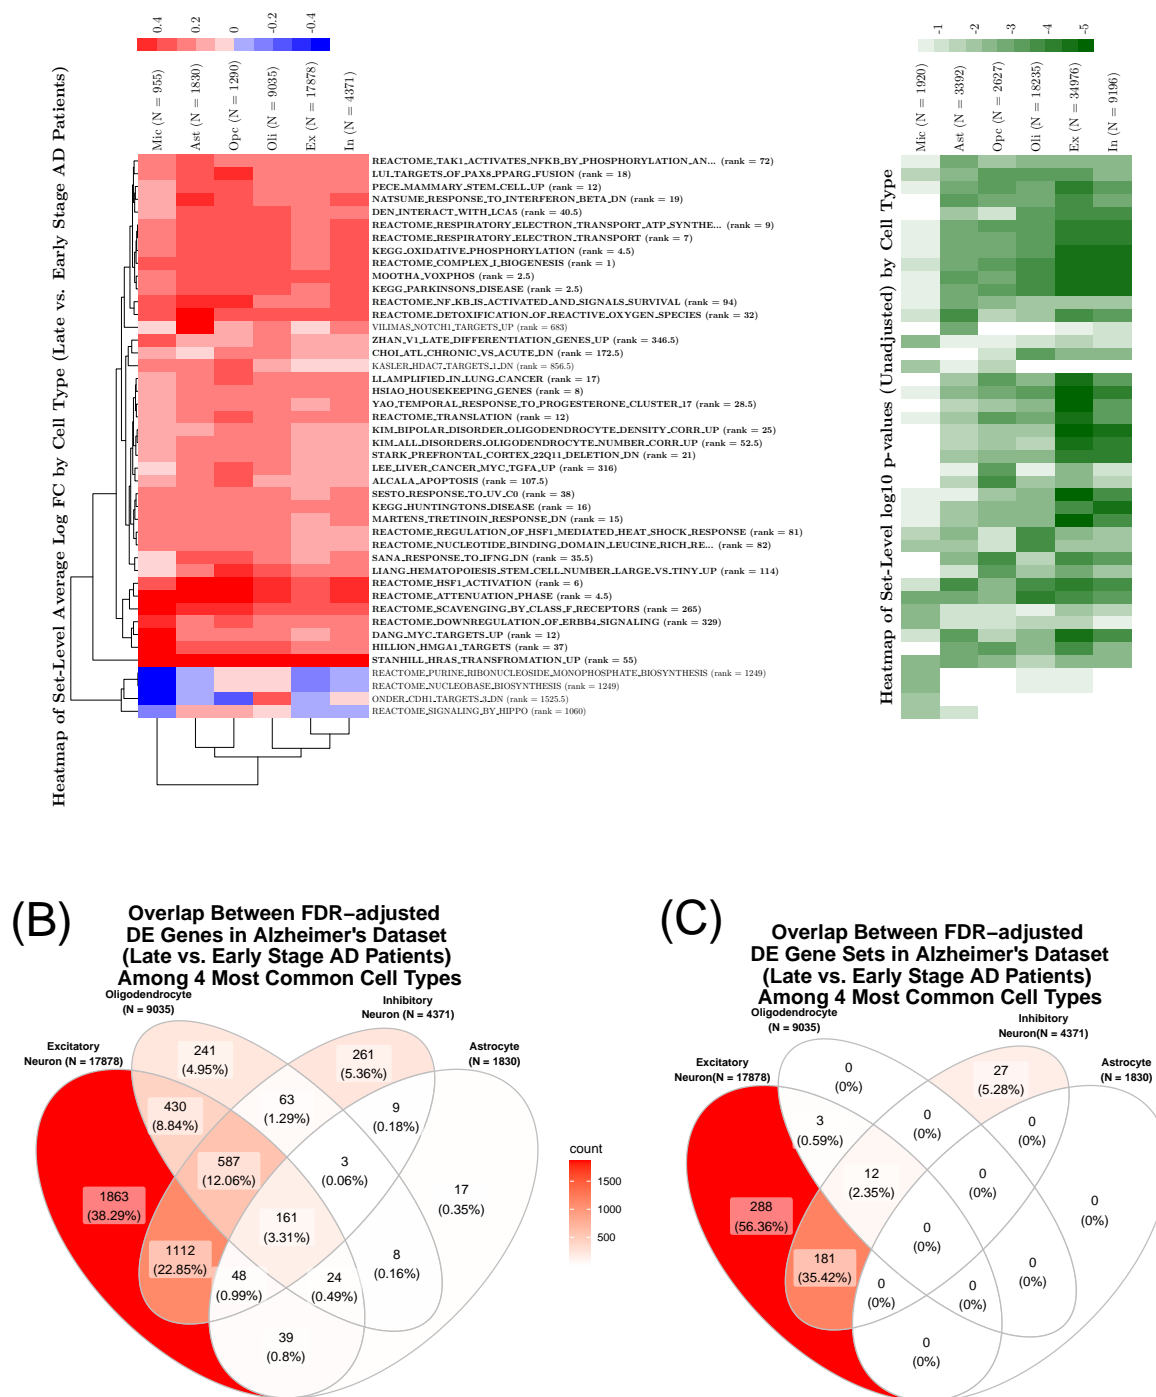 Heatmap of Set-Level Average Log FC by Cell Type (Late vs. Early Stage AD Patients)
0.4
0.2
0
-0.2
-0.4
Mic (N = 955)
Ast (N = 1830)
Opc (N = 1290)
Oli (N = 9035)
Ex (N = 17878)
In (N = 4371)
REACTOME_TAK1_ACTIVATES_NFKB_BY_PHOSPHORYLATION_AN... (rank = 72)
LUI_TARGETS_OF_PAX8_PPARG_FUSION (rank = 18)
PECE_MAMMARY_STEM_CELL_UP (rank = 12)
NATSUME_RESPONSE_TO_INTERFERON_BETA_DN (rank = 19)
DEN_INTERACT_WITH_LCA5 (rank = 40.5)
REACTOME_RESPIRATORY_ELECTRON_TRANSPORT_ATP_SYNTHE... (rank = 9)
REACTOME_RESPIRATORY_ELECTRON_TRANSPORT (rank = 7)
KEGG_OXIDATIVE_PHOSPHORYLATION (rank = 4.5)
REACTOME_COMPLEX_I_BIOGENESIS (rank = 1)
MOOTHA_VOXPHOS (rank = 2.5)
KEGG_PARKINSONS_DISEASE (rank = 2.5)
REACTOME_NF_KB_IS_ACTIVATED_AND_SIGNALS_SURVIVAL (rank = 94)
REACTOME_DETOXIFICATION_OF_REACTIVE_OXYGEN_SPECIES (rank = 32)
VILIMAS_NOTCH1_TARGETS_UP (rank = 683)
ZHAN_V1_LATE_DIFFERENTIATION_GENES_UP (rank = 346.5)
CHOI_ATL_CHRONIC_VS_ACUTE_DN (rank = 172.5)
KASLER_HDAC7_TARGETS_1_DN (rank = 856.5)
LI_AMPLIFIED_IN_LUNG_CANCER (rank = 17)
HSIAO_HOUSEKEEPING_GENES (rank = 8)
YAO_TEMPORAL_RESPONSE_TO_PROGESTERONE_CLUSTER_17 (rank = 28.5)
REACTOME_TRANSLATION (rank = 12)
KIM_BIPOLAR_DISORDER_OLIGODENDROCYTE_DENSITY_CORR_UP (rank = 25)
KIM_ALL_DISORDERS_OLIGODENDROCYTE_NUMBER_CORR_UP (rank = 52.5)
STARK_PREFRONTAL_CORTEX_22Q11_DELETION_DN (rank = 21)
LEE_LIVER_CANCER_MYC_TGFA_UP (rank = 316)
ALCALA_APOPTOSIS (rank = 107.5)
SESTO_RESPONSE_TO_UV_C0 (rank = 38)
KEGG_HUNTINGTONS_DISEASE (rank = 16)
MARTENS_TRETINOIN_RESPONSE_DN (rank = 15)
REACTOME_REGULATION_OF_HSF1_MEDIATED_HEAT_SHOCK_RESPONSE (rank = 81)
REACTOME_NUCLEOTIDE_BINDING_DOMAIN_LEUCINE_RICH_RE... (rank = 82)
SANA_RESPONSE_TO_IFNG_DN (rank = 35.5)
LIANG_HEMATOPOIESIS_STEM_CELL_NUMBER_LARGE_VS_TINY_UP (rank = 114)
REACTOME_HSF1_ACTIVATION (rank = 6)
REACTOME_ATTENUATION_PHASE (rank = 4.5)
REACTOME_SCAVENGING_BY_CLASS_F_RECEPTORS (rank = 265)
REACTOME_DOWNREGULATION_OF_ERBB4_SIGNALING (rank = 329)
DANG_MYC_TARGETS_UP (rank = 12)
HILLION_HMGA1_TARGETS (rank = 37)
STANHILL_HRAS_TRANSFROMATION_UP (rank = 55)
REACTOME_PURINE_RIBONUCLEOSIDE_MONOPHOSPHATE_BIOSYNTHESIS (rank = 1249)
REACTOME_NUCLEOBASE_BIOSYNTHESIS (rank = 1249)
ONDER_CDH1_TARGETS_3_DN (rank = 1525.5)
REACTOME_SIGNALING_BY_HIPPO (rank = 1060)
Heatmap of Set-Level log10 p-values (Unadjusted) by Cell Type
-1
-2
-3
-4
-5
Mic (N = 1920)
Ast (N = 3392)
Opc (N = 2627)
Oli (N = 18235)
Ex (N = 34976)
In (N = 9196)
(B)
Overlap Between FDR−adjusted
DE Genes in Alzheimer's Dataset
(Late vs. Early Stage AD Patients)
Among 4 Most Common Cell Types
Oligodendrocyte
(N = 9035)
Inhibitory
Neuron (N = 4371)
Excitatory
Neuron (N = 17878)
Astrocyte
(N = 1830)
241
(4.95%)
261
(5.36%)
430
(8.84%)
63
(1.29%)
9
(0.18%)
587
(12.06%)
3
(0.06%)
1863
(38.29%)
17
(0.35%)
161
(3.31%)
1112
(22.85%)
8
(0.16%)
48
(0.99%)
24
(0.49%)
39
(0.8%)
count
1500
1000
500
(C)
Overlap Between FDR−adjusted
DE Gene Sets in Alzheimer's Dataset
(Late vs. Early Stage AD Patients)
Among 4 Most Common Cell Types
Oligodendrocyte
(N = 9035)
Inhibitory
Neuron(N = 4371)
Excitatory
Neuron(N = 17878)
Astrocyte
(N = 1830)
0
(0%)
27
(5.28%)
3
(0.59%)
0
(0%)
0
(0%)
12
(2.35%)
0
(0%)
288
(56.36%)
0
(0%)
0
(0%)
181
(35.42%)
0
(0%)
0
(0%)
0
(0%)
0
(0%)